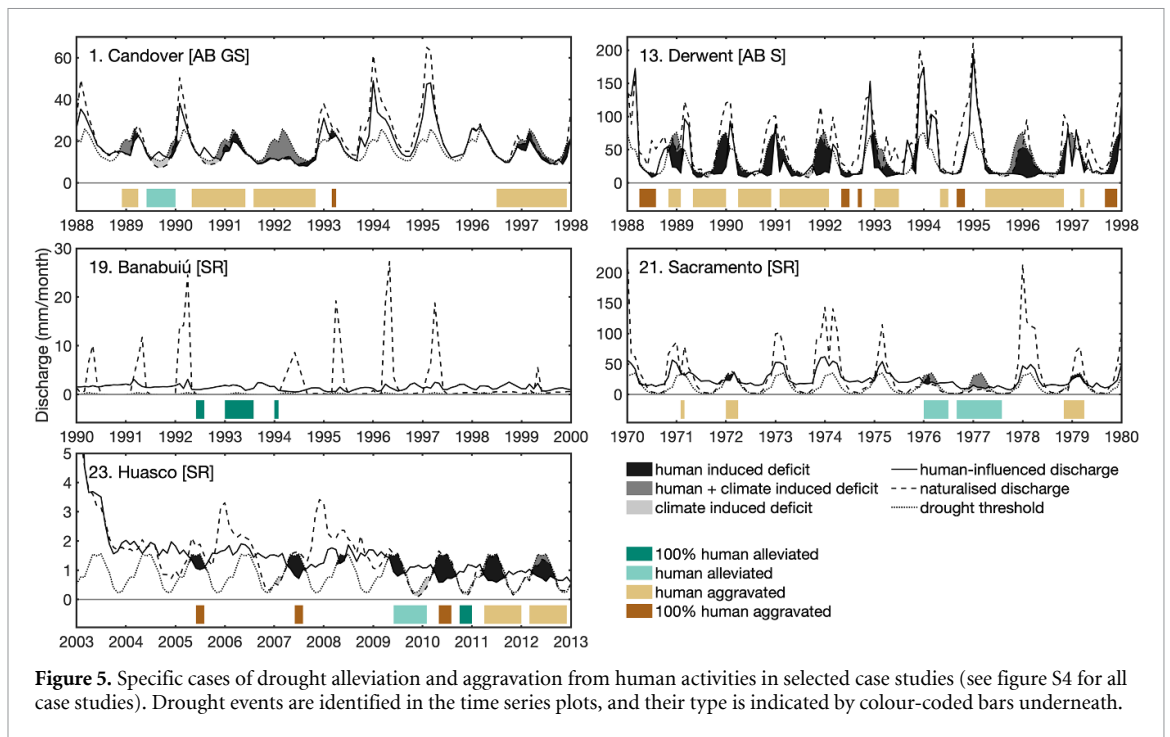 1. Candover [AB GS]
60
40
20
0
1988 1989 1990 1991 1992 1993 1994 1995 1996 1997 1998
13. Derwent [AB S]
200
150
100
50
0
1988 1989 1990 1991 1992 1993 1994 1995 1996 1997 1998
Discharge (mm/month)
19. Banabuiú [SR]
30
20
10
0
1990 1991 1992 1993 1994 1995 1996 1997 1998 1999 2000
21. Sacramento [SR]
200
150
100
50
0
1970 1971 1972 1973 1974 1975 1976 1977 1978 1979 1980
23. Huasco [SR]
5
4
3
2
1
0
2003 2004 2005 2006 2007 2008 2009 2010 2011 2012 2013
human induced deficit
human + climate induced deficit
climate induced deficit
human-influenced discharge
naturalised discharge
drought threshold
100% human alleviated
human alleviated
human aggravated
100% human aggravated
Figure 5. Specific cases of drought alleviation and aggravation from human activities in selected case studies (see figure S4 for all
case studies). Drought events are identified in the time series plots, and their type is indicated by colour-coded bars underneath.